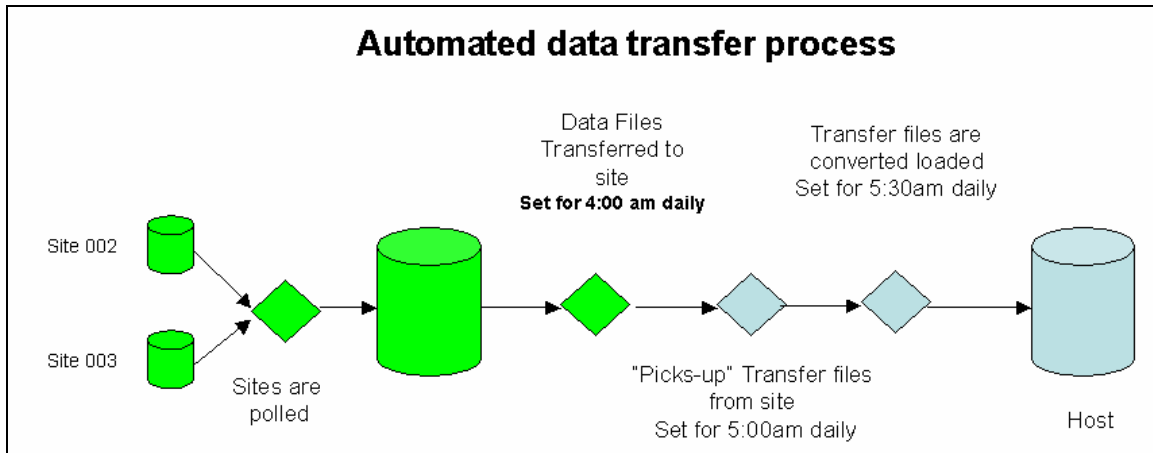 Automated data transfer process
Data Files
Transferred to
site
Set for 4:00 am daily
Transfer files are
converted loaded
Set for 5:30am daily
Site 002
Site 003
Sites are
polled
"Picks-up" Transfer files
from site
Set for 5:00am daily
Host